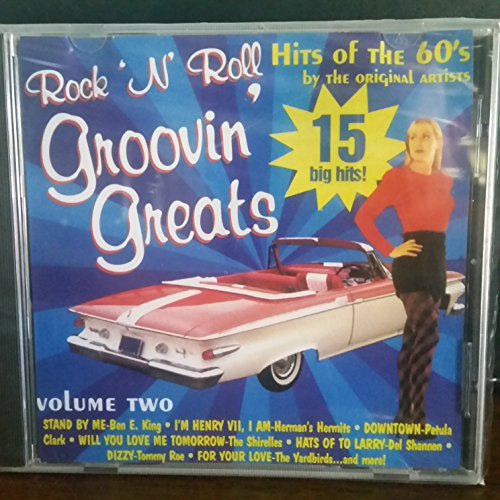 Rock 'N' Roll
Groovin'
Greats
Hits of the 60's
by the original artists
15
big hits!
Volume Two
STAND BY ME-Ben E. King • I'M HENRY VII, I AM-Herman's Hermits • DOWNTOWN-Petula
Clark • WILL YOU LOVE ME TOMORROW-The Shirelles • HATS OF TO LARRY-Del Shannon •
DIZZY-Tommy Roe • FOR YOUR LOVE-The Yardbirds...and more!